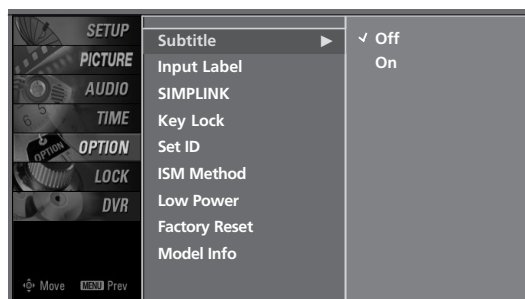 SETUP
PICTURE
AUDIO
TIME
OPTION
LOCK
DVR
Move MENU Prev
Subtitle ►
Input Label
SIMPLINK
Key Lock
Set ID
ISM Method
Low Power
Factory Reset
Model Info
✓ Off
On